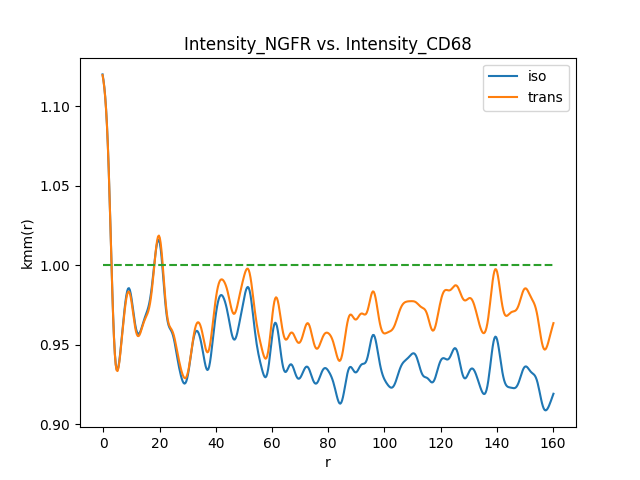 Intensity_NGFR vs. Intensity_CD68
iso
trans
1.10
1.05
1.00
0.95
0.90
kmm(r)
0 20 40 60 80 100 120 140 160
r